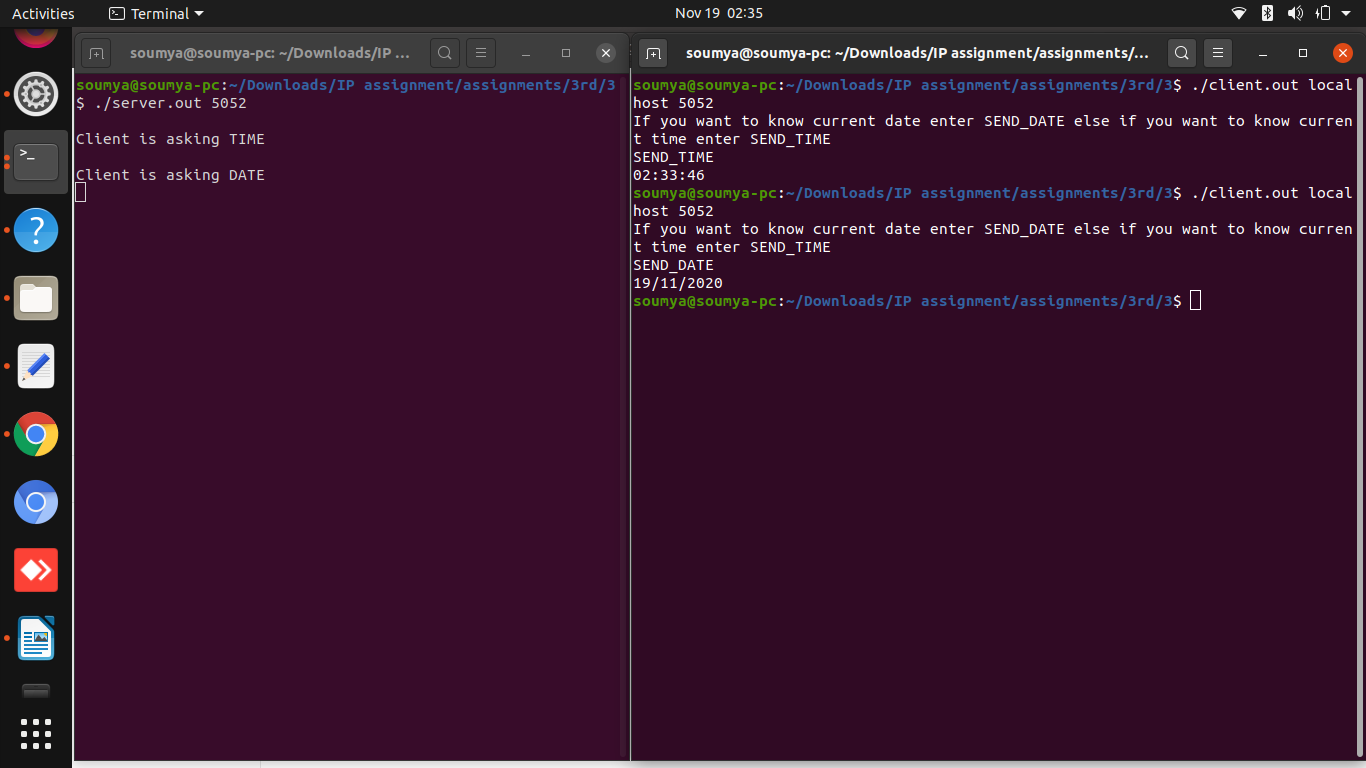 Activities
Terminal
Nov 19 02:35
soumya@soumya-pc: ~/Downloads/IP ...
soumya@soumya-pc:~/Downloads/IP assignment/assignments/3rd/3
$ ./server.out 5052
Client is asking TIME
Client is asking DATE
soumya@soumya-pc: ~/Downloads/IP assignment/assignments/...
soumya@soumya-pc:~/Downloads/IP assignment/assignments/3rd/3$ ./client.out local
host 5052
If you want to know current date enter SEND_DATE else if you want to know curren
t time enter SEND_TIME
SEND_TIME
02:33:46
soumya@soumya-pc:~/Downloads/IP assignment/assignments/3rd/3$ ./client.out local
host 5052
If you want to know current date enter SEND_DATE else if you want to know curren
t time enter SEND_TIME
SEND_DATE
19/11/2020
soumya@soumya-pc:~/Downloads/IP assignment/assignments/3rd/3$